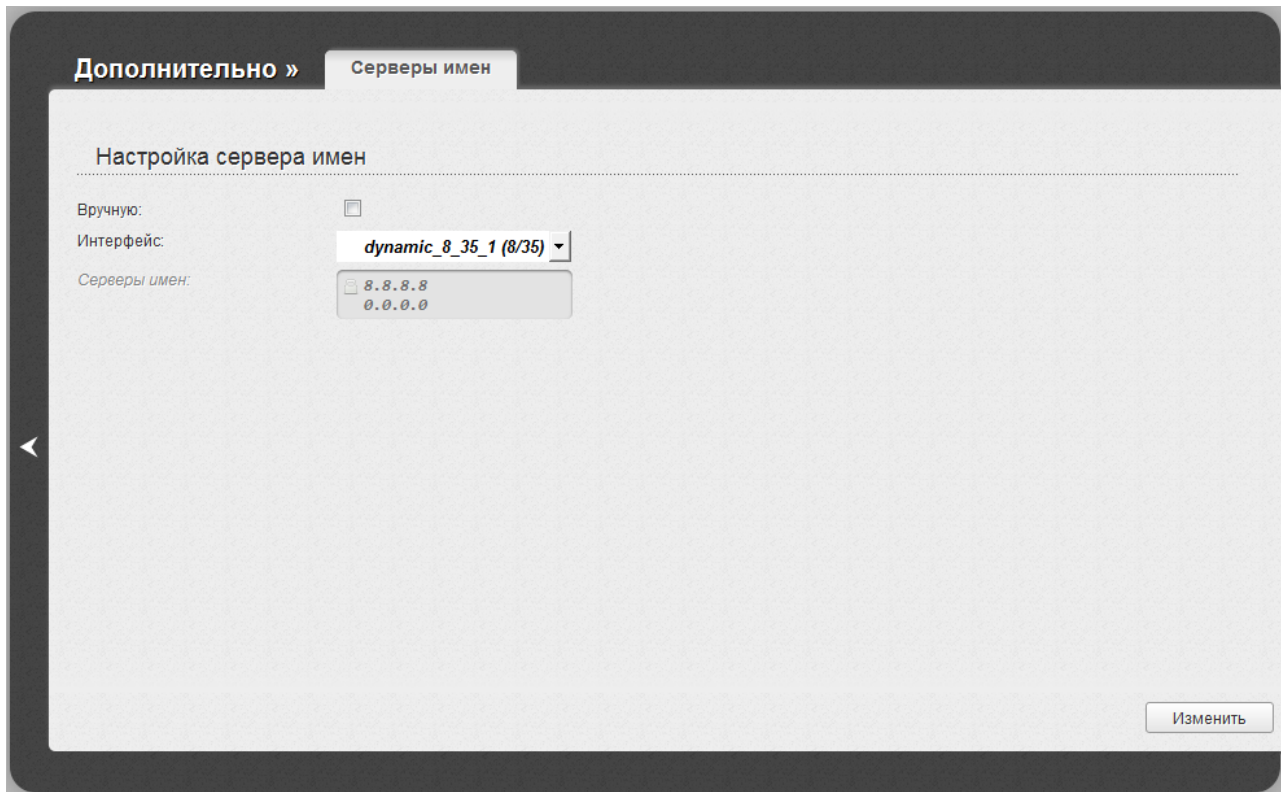 Дополнительно »
Серверы имен
Настройка сервера имен
Вручную:
Интерфейс:
dynamic_8_35_1 (8/35)
Серверы имен:
8.8.8.8
0.0.0.0
Изменить